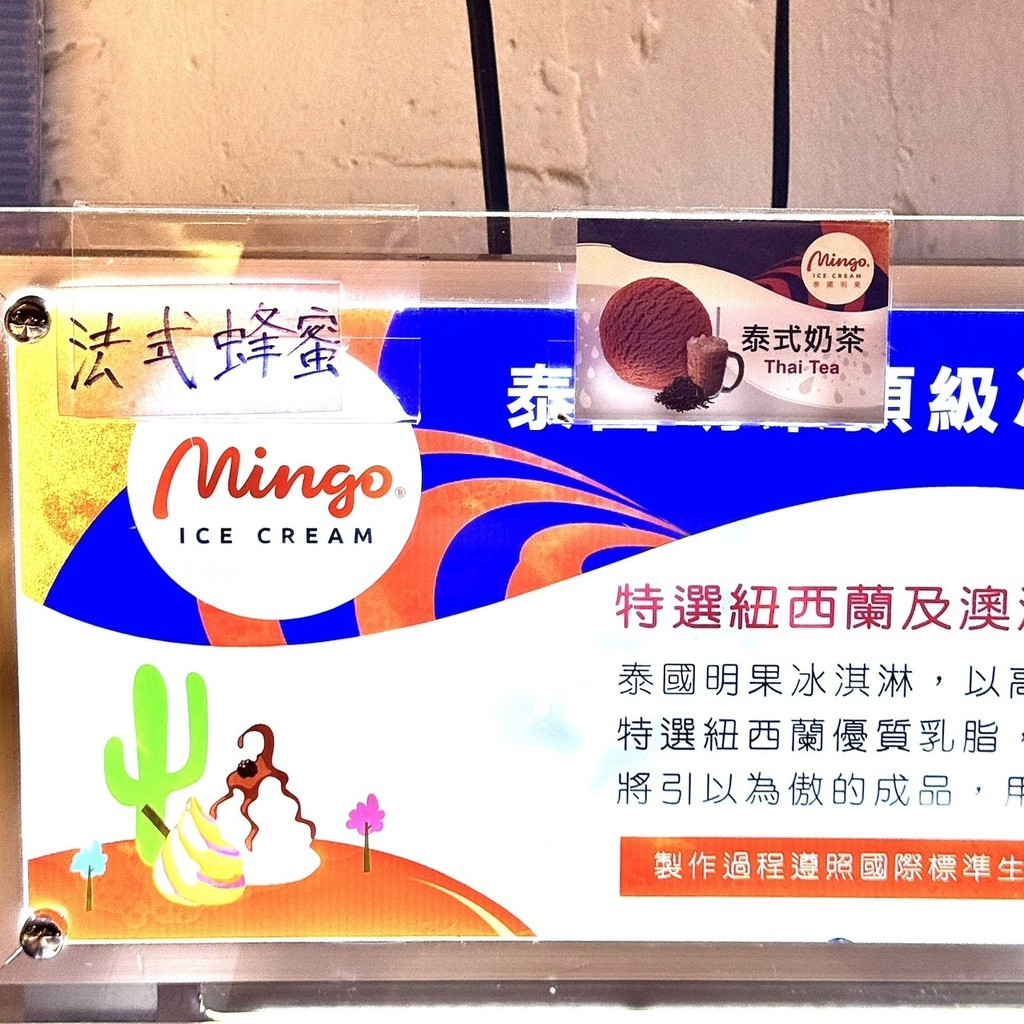 法式蜂蜜
Mingo
ICE CREAM
泰國明果
泰式奶茶
Thai Tea
泰
頂級
Mingo®
ICE CREAM
特選紐西蘭及澳
泰國明果冰淇淋，以高
特選紐西蘭優質乳脂，
將引以為傲的成品，用
製作過程遵照國際標準生